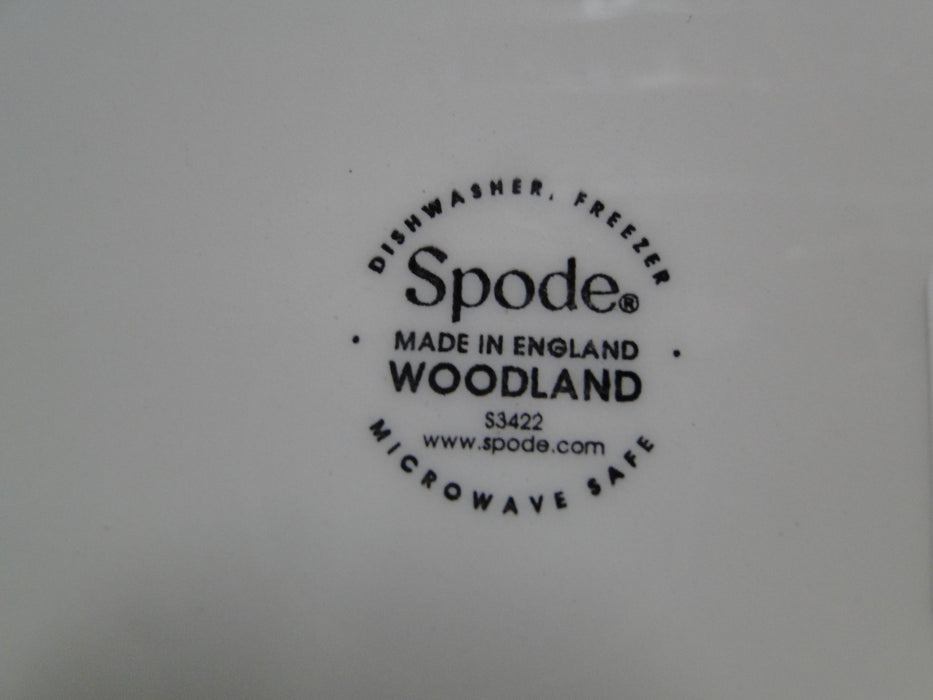 DISHWASHER, FREEZER
Spode®
• MADE IN ENGLAND •
WOODLAND
S3422
www.spode.com
MICROWAVE SAFE